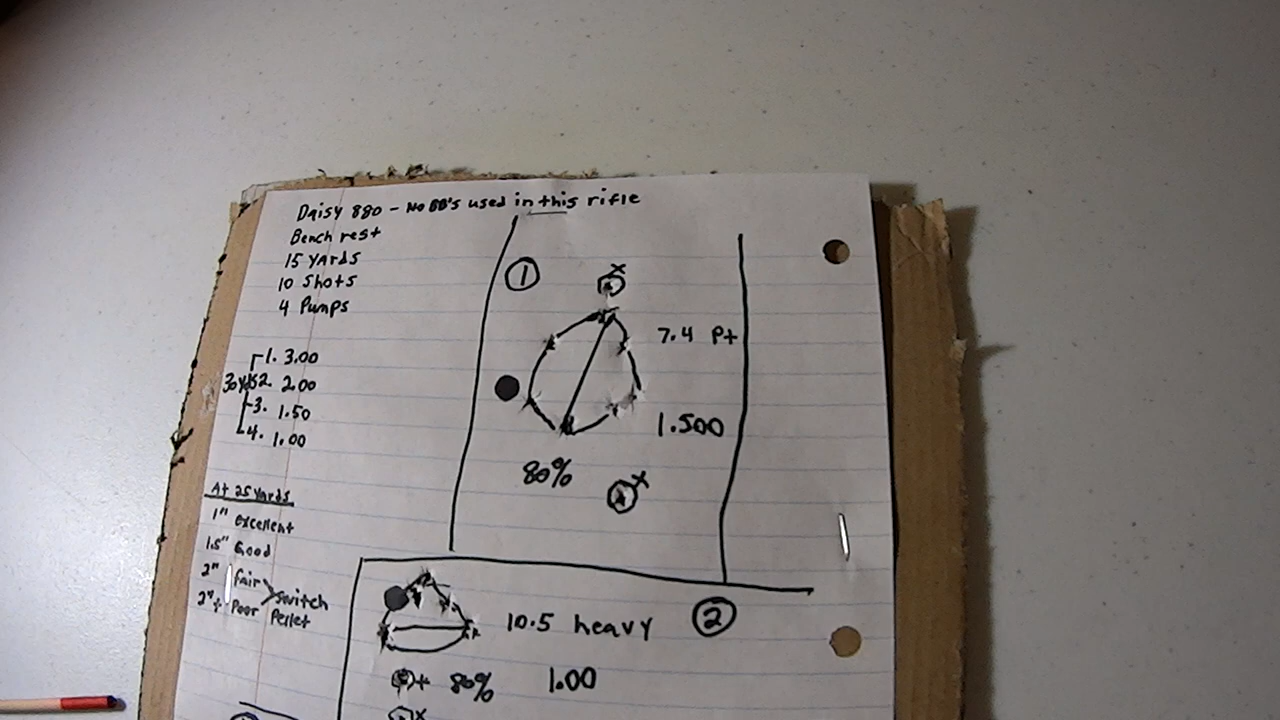 Daisy 880 - No BB's used in this rifle
Bench rest
15 yards
10 Shots
4 Pumps
1. 3.00
30yds 2. 2.00
3. 1.50
4. 1.00
At 25 yards
1" excellent
1.5" Good
2" fair
2"+ Poor
switch
Pellet
1
x
7.4 Pt
1.500
80%
x
2
10.5 heavy
+ 80% 1.00
x